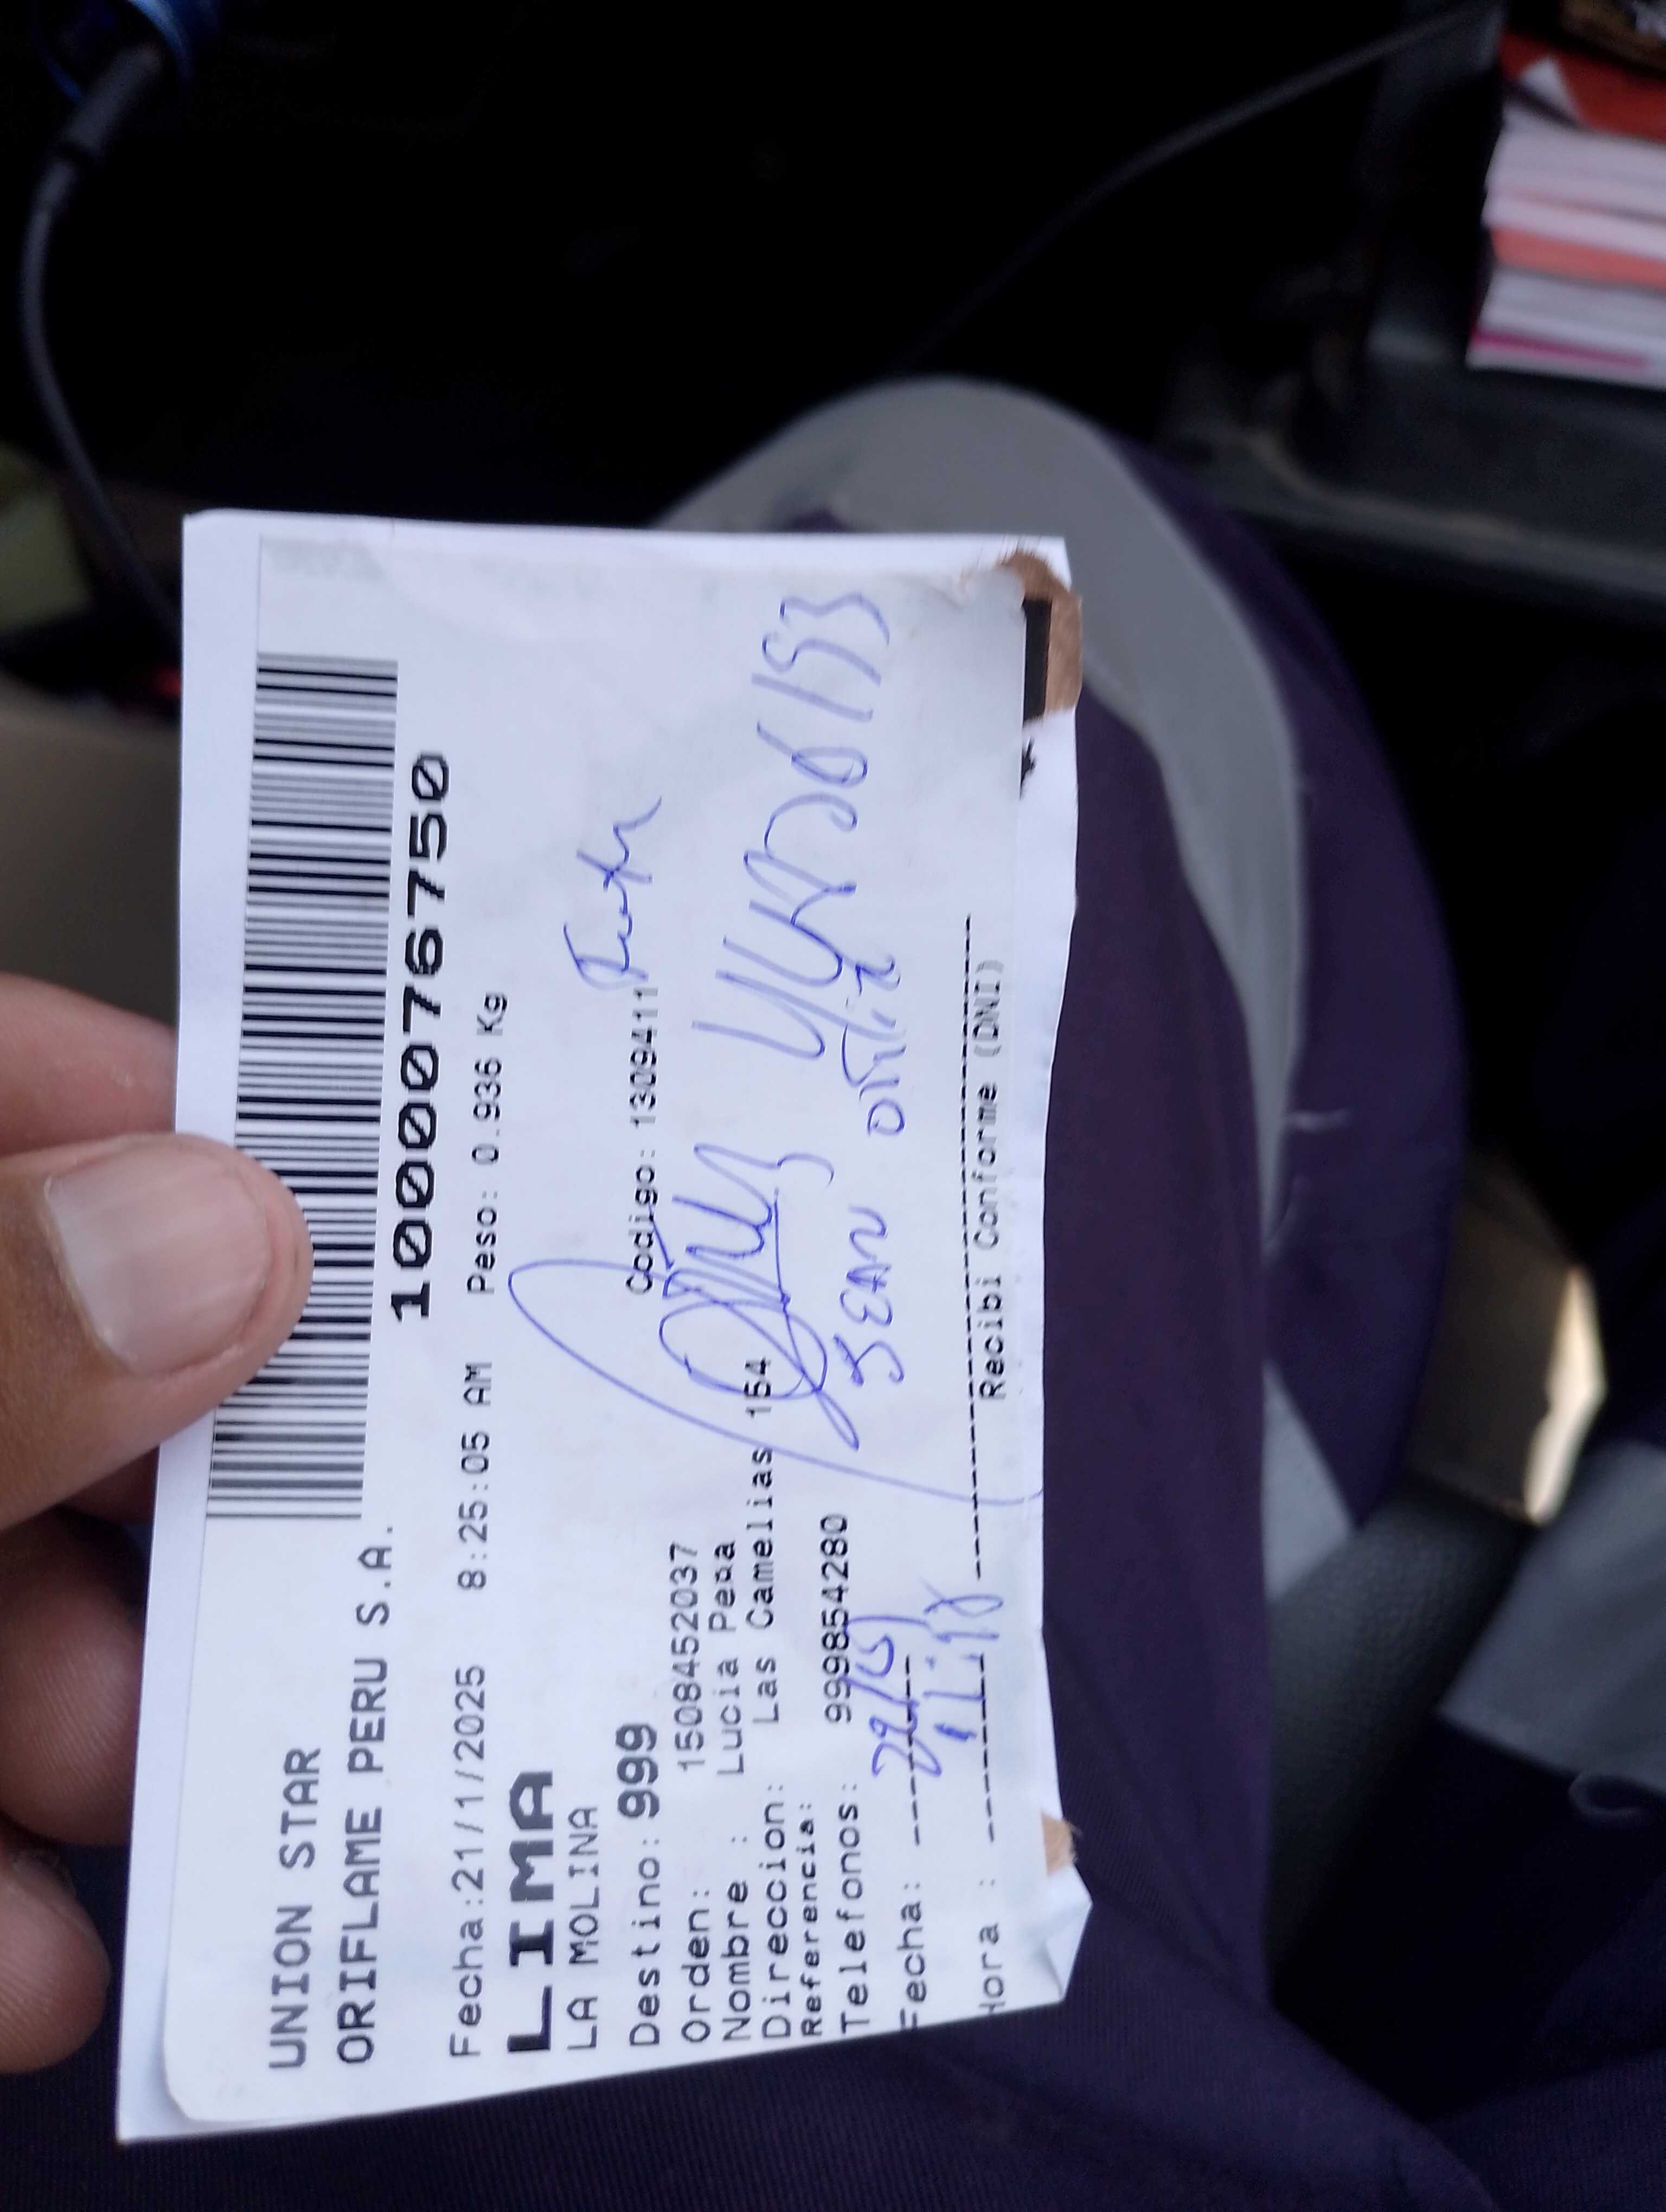 UNION STAR
ORIFLAME PERU S.A.
1000076750
Fecha:21/1/2025 8:25:05 AM Peso: 0.936 Kg
LIMA
LA MOLINA
Destino: 999 Codigo: 1309411
Orden: 1508452037
Nombre : Lucia Peña
Direccion: Las Camelias 154
Referencia:
Telefonos: 999854280
JEAN ORTIZ
Fecha:
Hora :
Recibi Conforme (DNI)